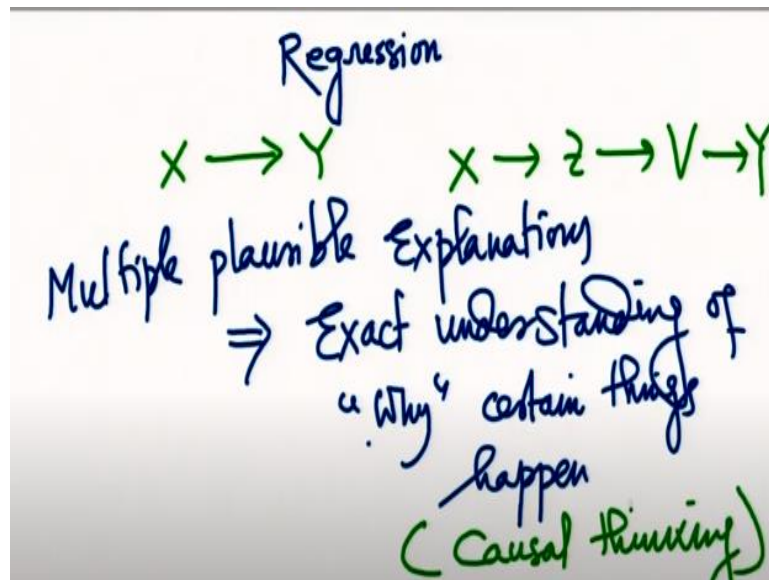 Regression
X → Y X → Z → V → Y
Multiple plausible Explanations
⇒ Exact understanding of
"Why" certain things
happen
(Causal thinking)